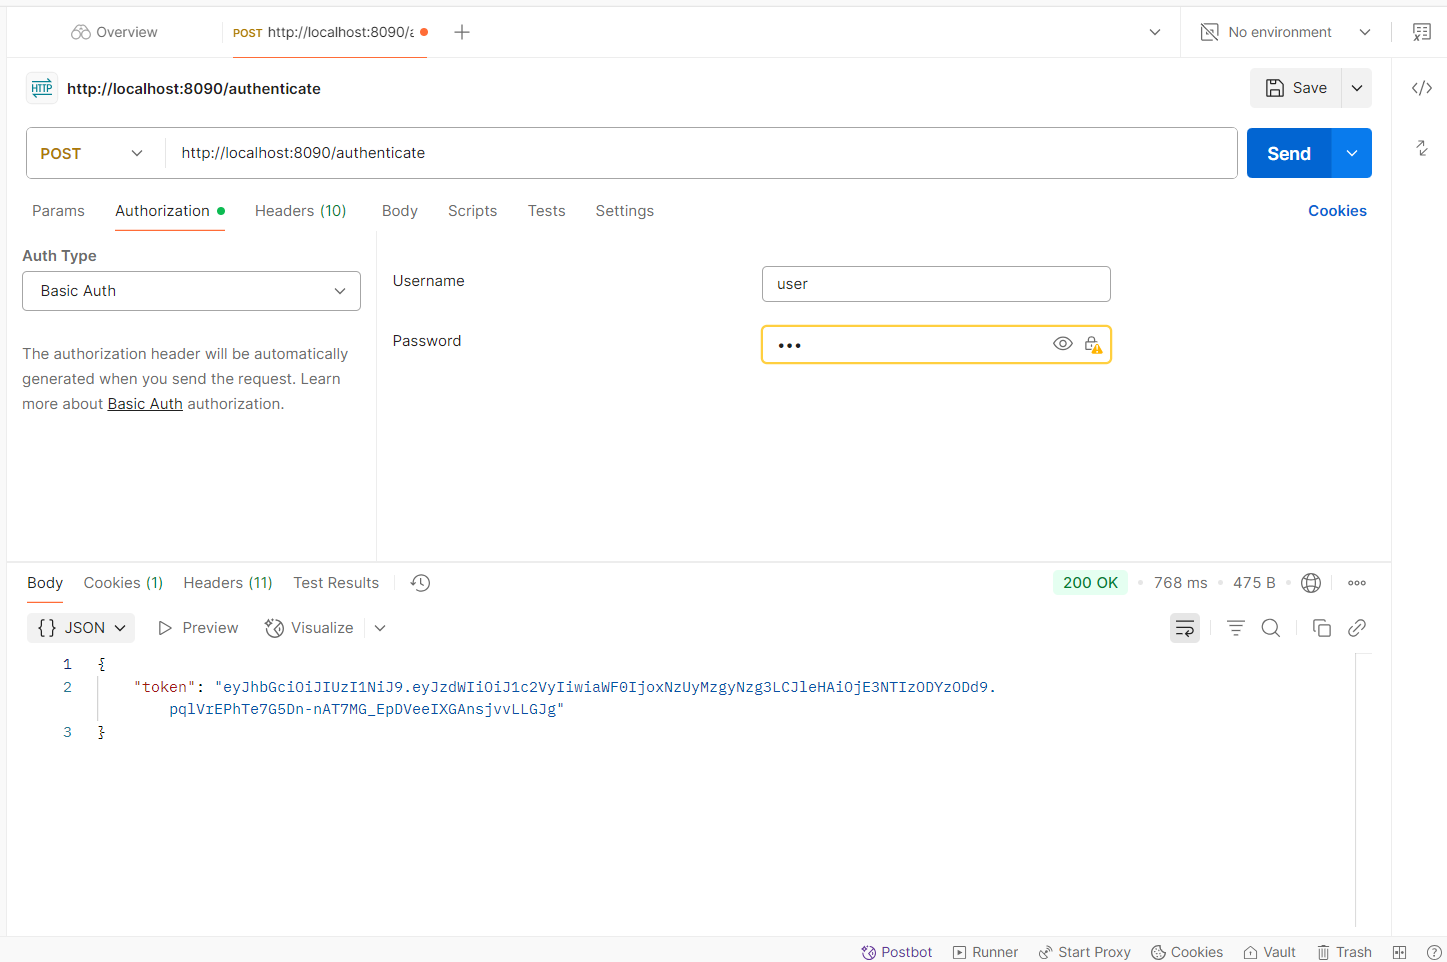 Overview
POST http://localhost:8090/a
No environment
HTTP http://localhost:8090/authenticate
Save
POST http://localhost:8090/authenticate
Send
Params Authorization Headers (10) Body Scripts Tests Settings Cookies
Auth Type
Basic Auth
The authorization header will be automatically
generated when you send the request. Learn
more about Basic Auth authorization.
Username
user
Password
•••
Body Cookies (1) Headers (11) Test Results
200 OK • 768 ms • 475 B
{} JSON Preview Visualize
1 {
2 "token": "eyJhbGciOiJIUzI1NiJ9.eyJzdWIiOiJ1c2VyIiwiaWF0IjoxNzUyMzgyNzg3LCJleHAiOjE3NTIzODYzODd9.
pqlVrEPhTe7G5Dn-nAT7MG_EpDVeeIXGAnsjvvLLGJg"
3 }
Postbot Runner Start Proxy Cookies Vault Trash